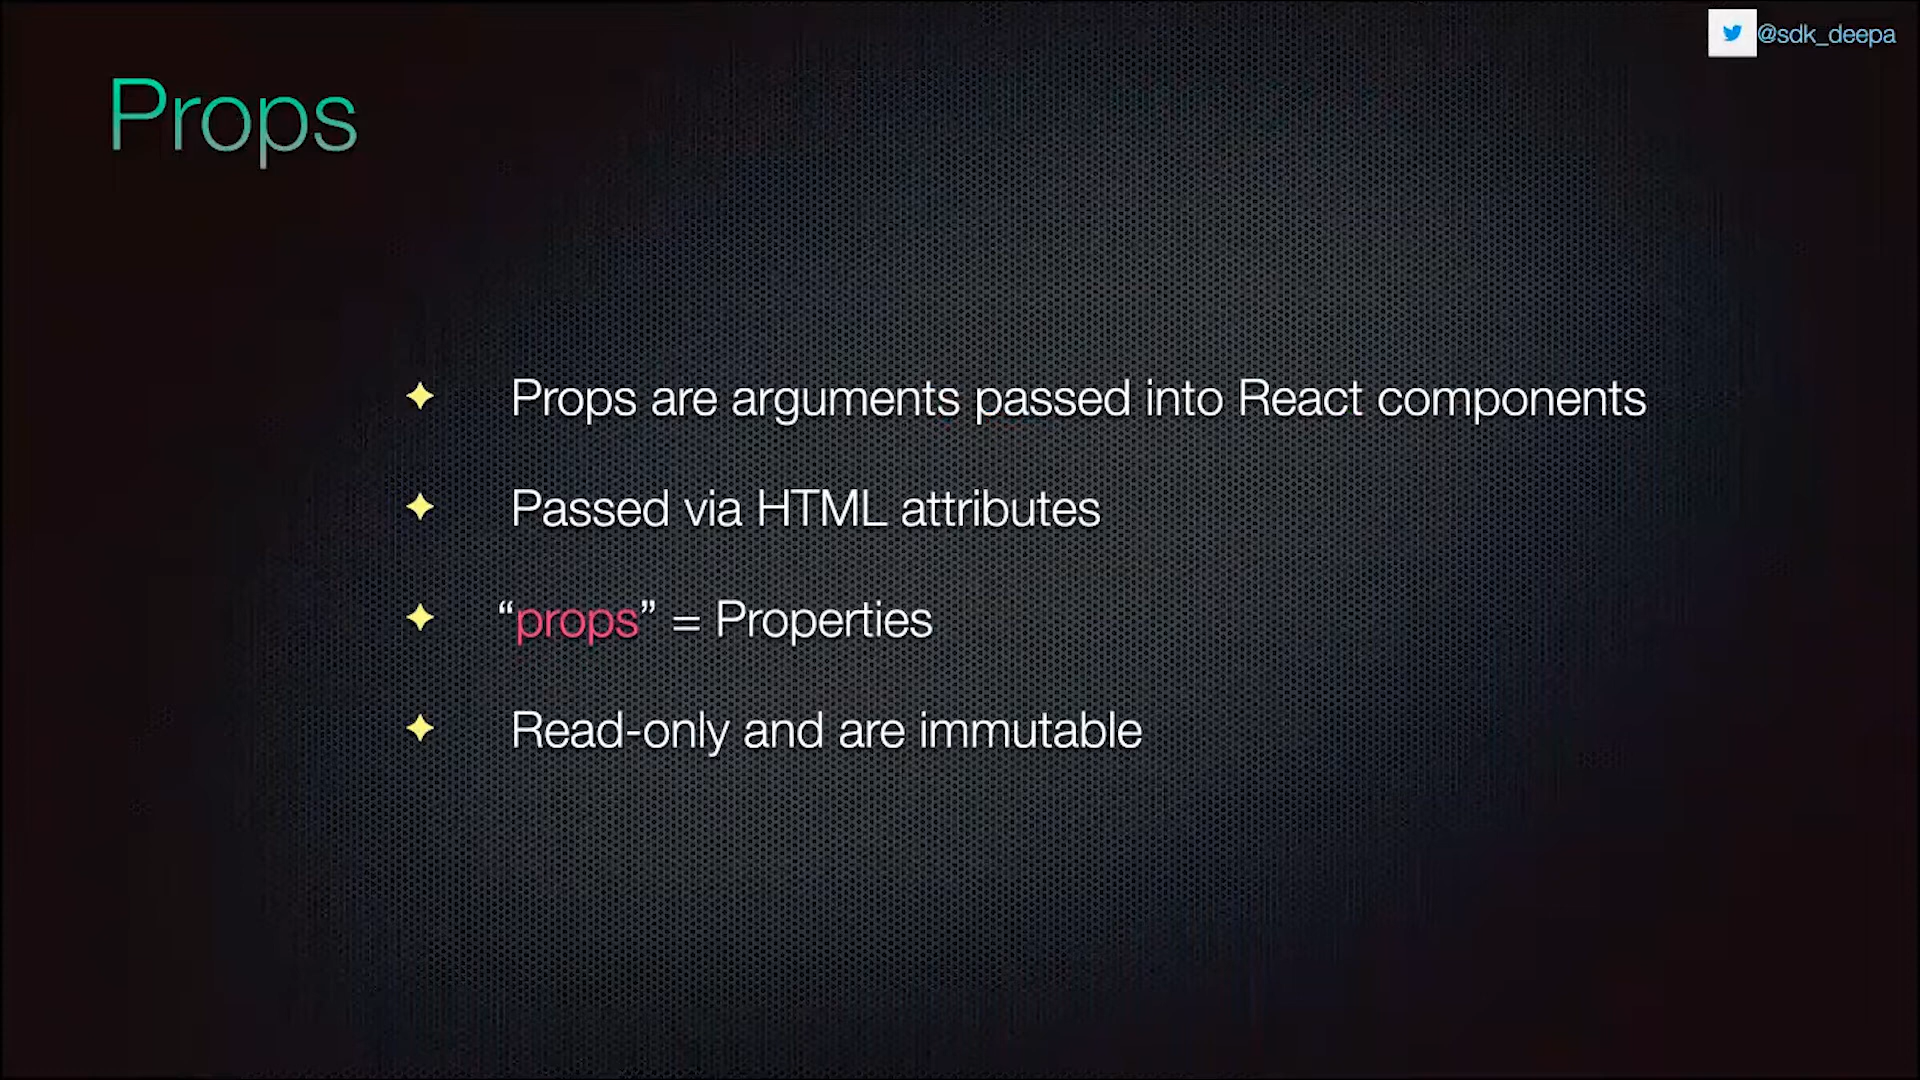 @sdk_deepa
Props
Props are arguments passed into React components
Passed via HTML attributes
“props” = Properties
Read-only and are immutable